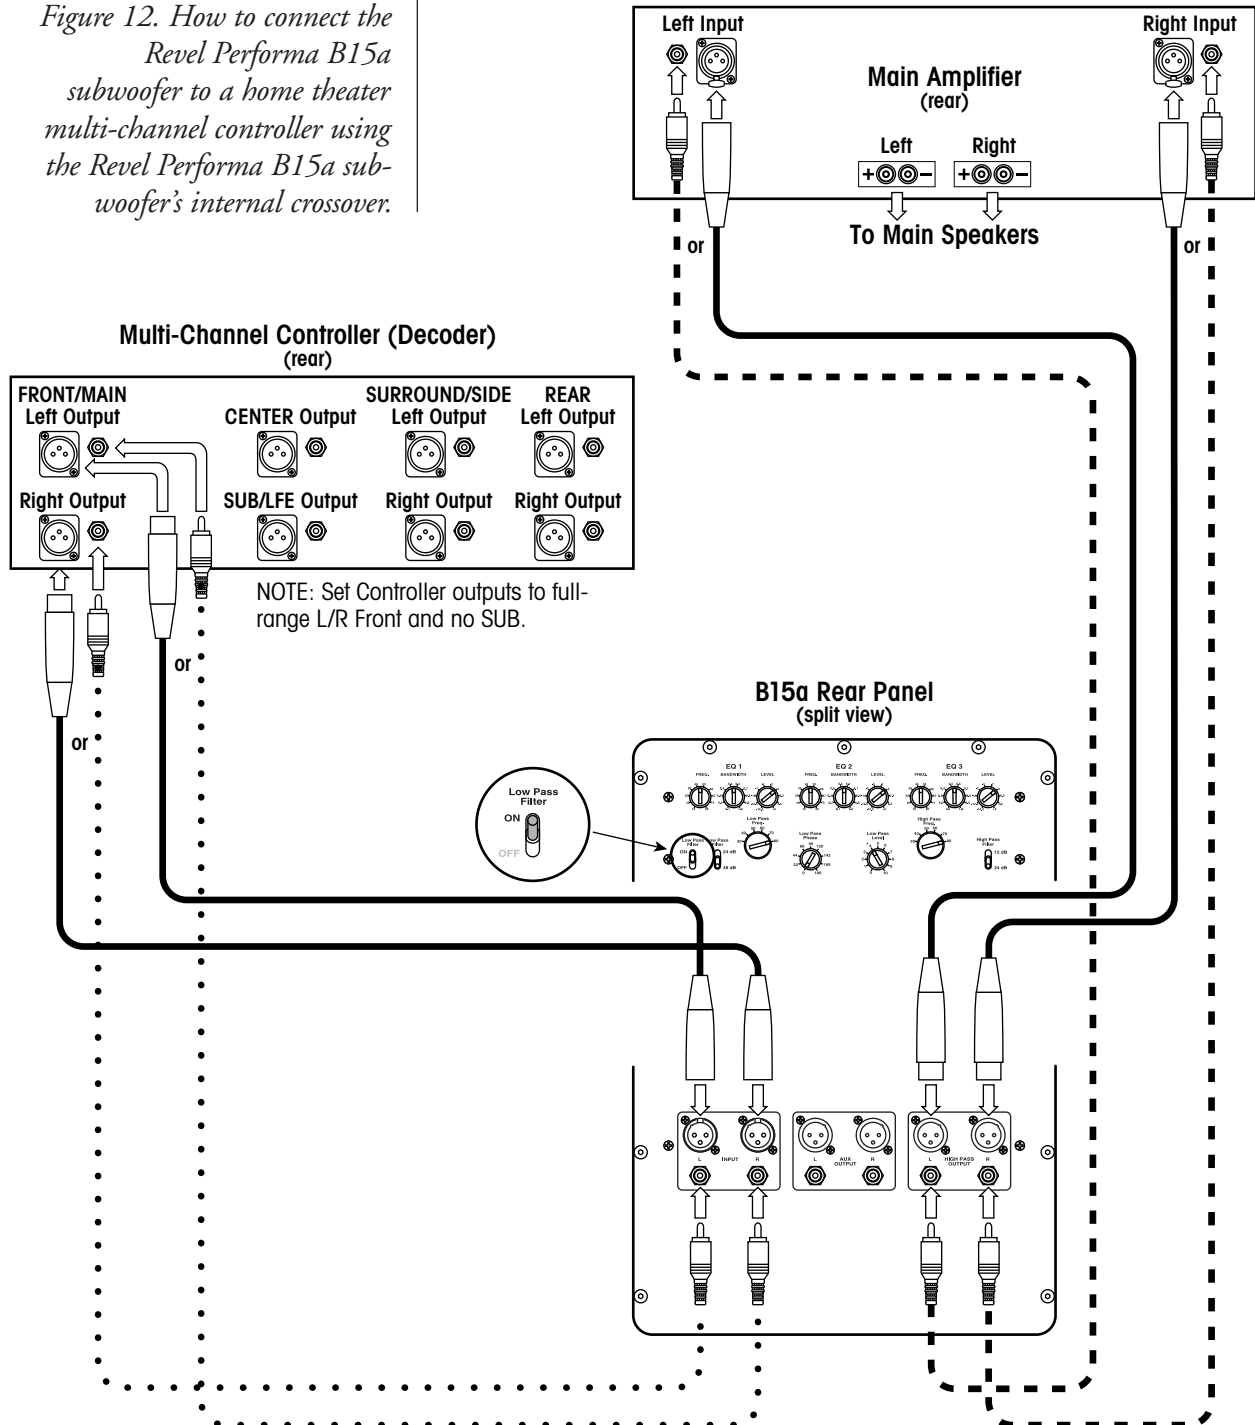 Figure 12. How to connect the
Revel Performa B15a
subwoofer to a home theater
multi-channel controller using
the Revel Performa B15a sub-
woofer's internal crossover.
Left Input
Right Input
Main Amplifier
(rear)
Left
Right
+ –
+ –
To Main Speakers
or
or
Multi-Channel Controller (Decoder)
(rear)
FRONT/MAIN
Left Output
CENTER Output
SURROUND/SIDE
Left Output
REAR
Left Output
Right Output
SUB/LFE Output
Right Output
Right Output
NOTE: Set Controller outputs to full-
range L/R Front and no SUB.
or
or
B15a Rear Panel
(split view)
EQ 1
EQ 2
EQ 3
FREQ. BANDWIDTH LEVEL
FREQ. BANDWIDTH LEVEL
FREQ. BANDWIDTH LEVEL
Low Pass
Filter
ON
OFF
Low Pass
Filter
ON
OFF
24 dB
48 dB
Low Pass
Freq.
Low Pass
Phase
Low Pass
Level
High Pass
Freq.
High Pass
Filter
12 dB
24 dB
L INPUT R
L AUX R
OUTPUT
L HIGH PASS R
OUTPUT